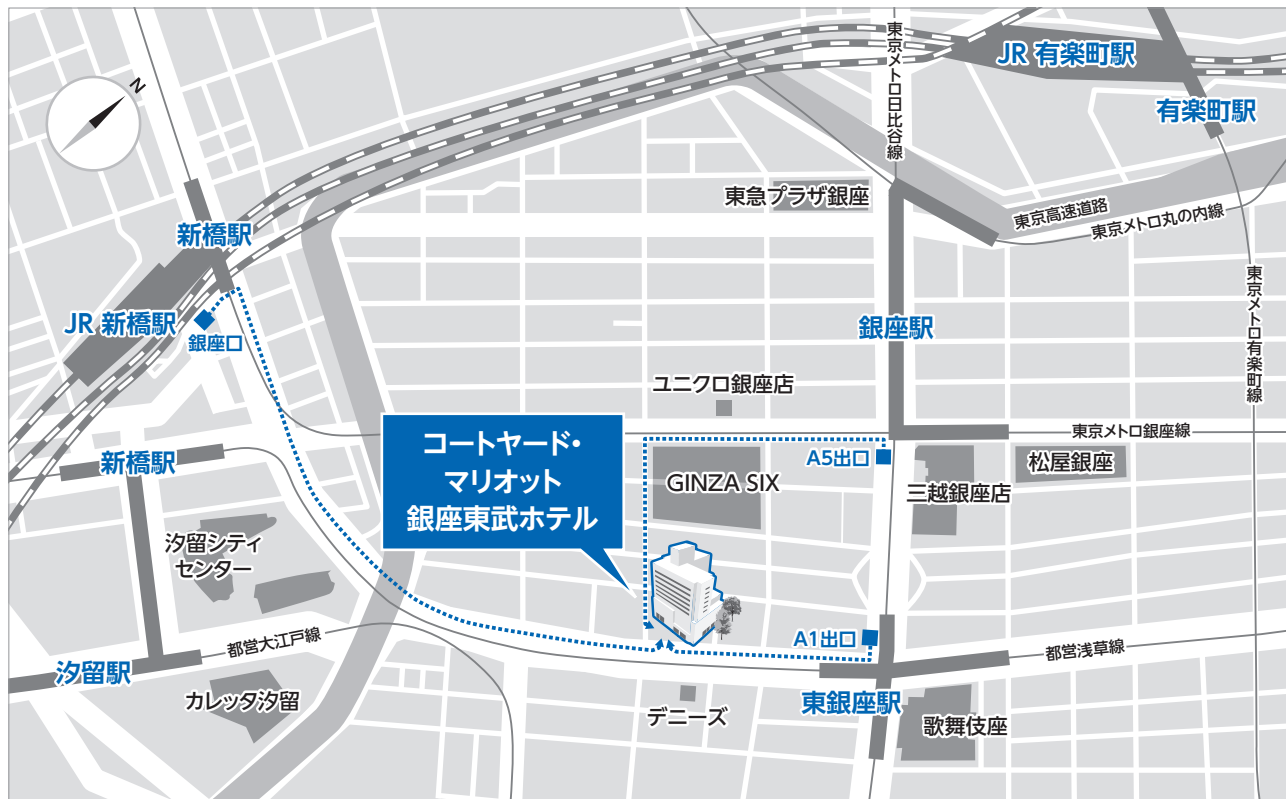 N
東京メトロ日比谷線
JR 有楽町駅
有楽町駅
東急プラザ銀座
東京高速道路
東京メトロ丸の内線
新橋駅
JR 新橋駅
銀座口
銀座駅
東京メトロ有楽町線
ユニクロ銀座店
コートヤード・
マリオット
銀座東武ホテル
東京メトロ銀座線
A5出口
GINZA SIX
三越銀座店
松屋銀座
新橋駅
汐留シティ
センター
A1出口
都営大江戸線
都営浅草線
汐留駅
カレッタ汐留
デニーズ
東銀座駅
歌舞伎座